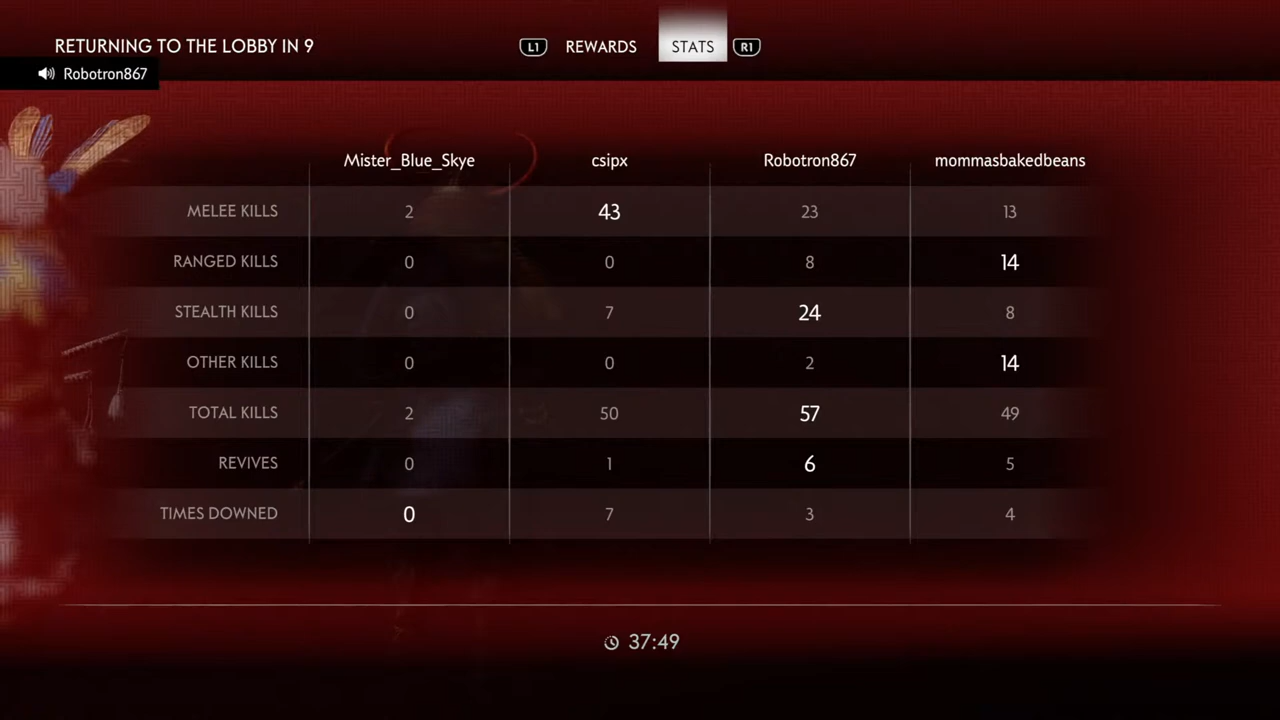 RETURNING TO THE LOBBY IN 9
L1 REWARDS STATS R1
Robotron867
Mister_Blue_Skye csipx Robotron867 mommasbakedbeans
MELEE KILLS 2 43 23 13
RANGED KILLS 0 0 8 14
STEALTH KILLS 0 7 24 8
OTHER KILLS 0 0 2 14
TOTAL KILLS 2 50 57 49
REVIVES 0 1 6 5
TIMES DOWNED 0 7 3 4
37:49